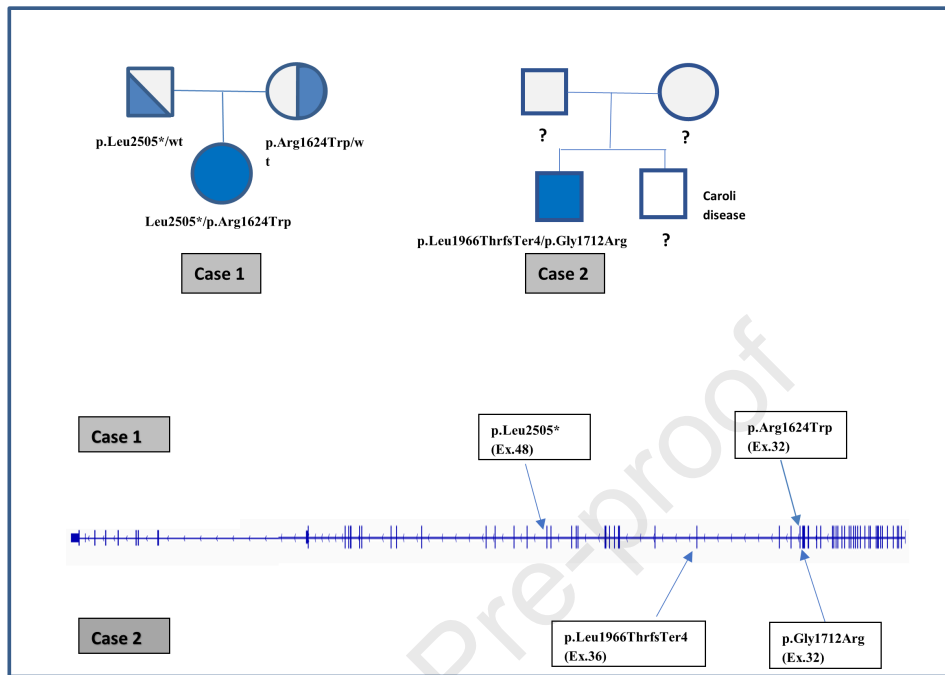 p.Leu2505*/wt
p.Arg1624Trp/w
t
Leu2505*/p.Arg1624Trp
Case 1
?
?
Caroli
disease
?
p.Leu1966ThrfsTer4/p.Gly1712Arg
Case 2
Case 1
p.Leu2505*
(Ex.48)
p.Arg1624Trp
(Ex.32)
Pre-proof
Case 2
p.Leu1966ThrfsTer4
(Ex.36)
p.Gly1712Arg
(Ex.32)